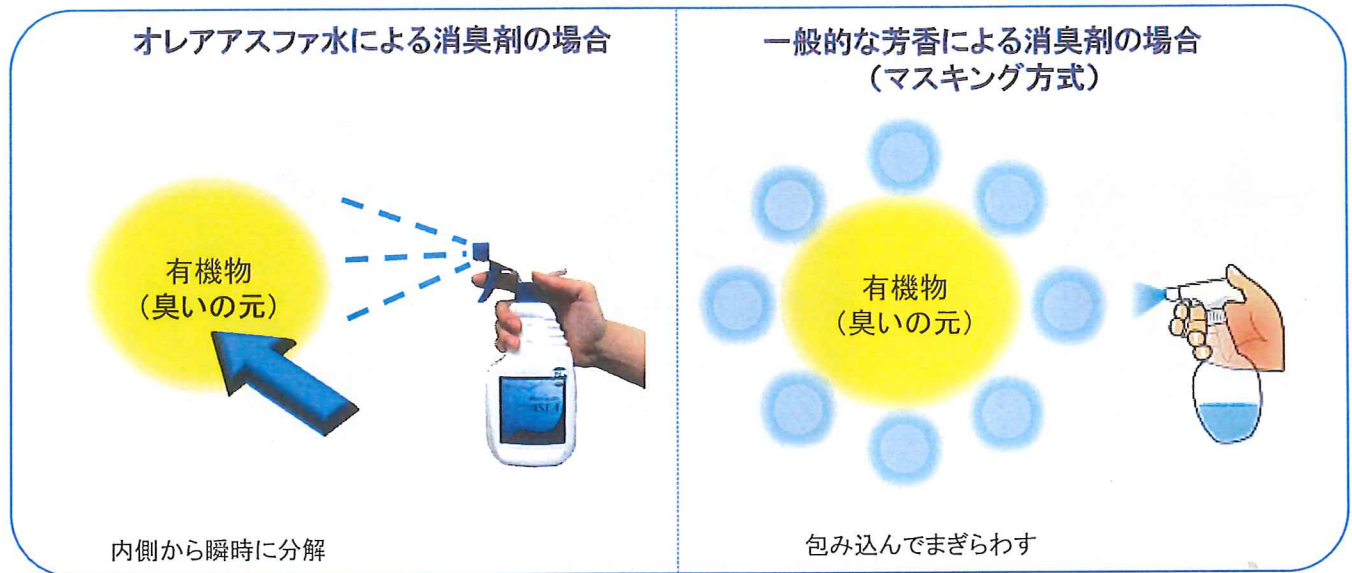 オレアアスファ水による消臭剤の場合
有機物
(臭いの元)
内側から瞬時に分解
一般的な芳香による消臭剤の場合
(マスキング方式)
有機物
(臭いの元)
包み込んでまぎらわす